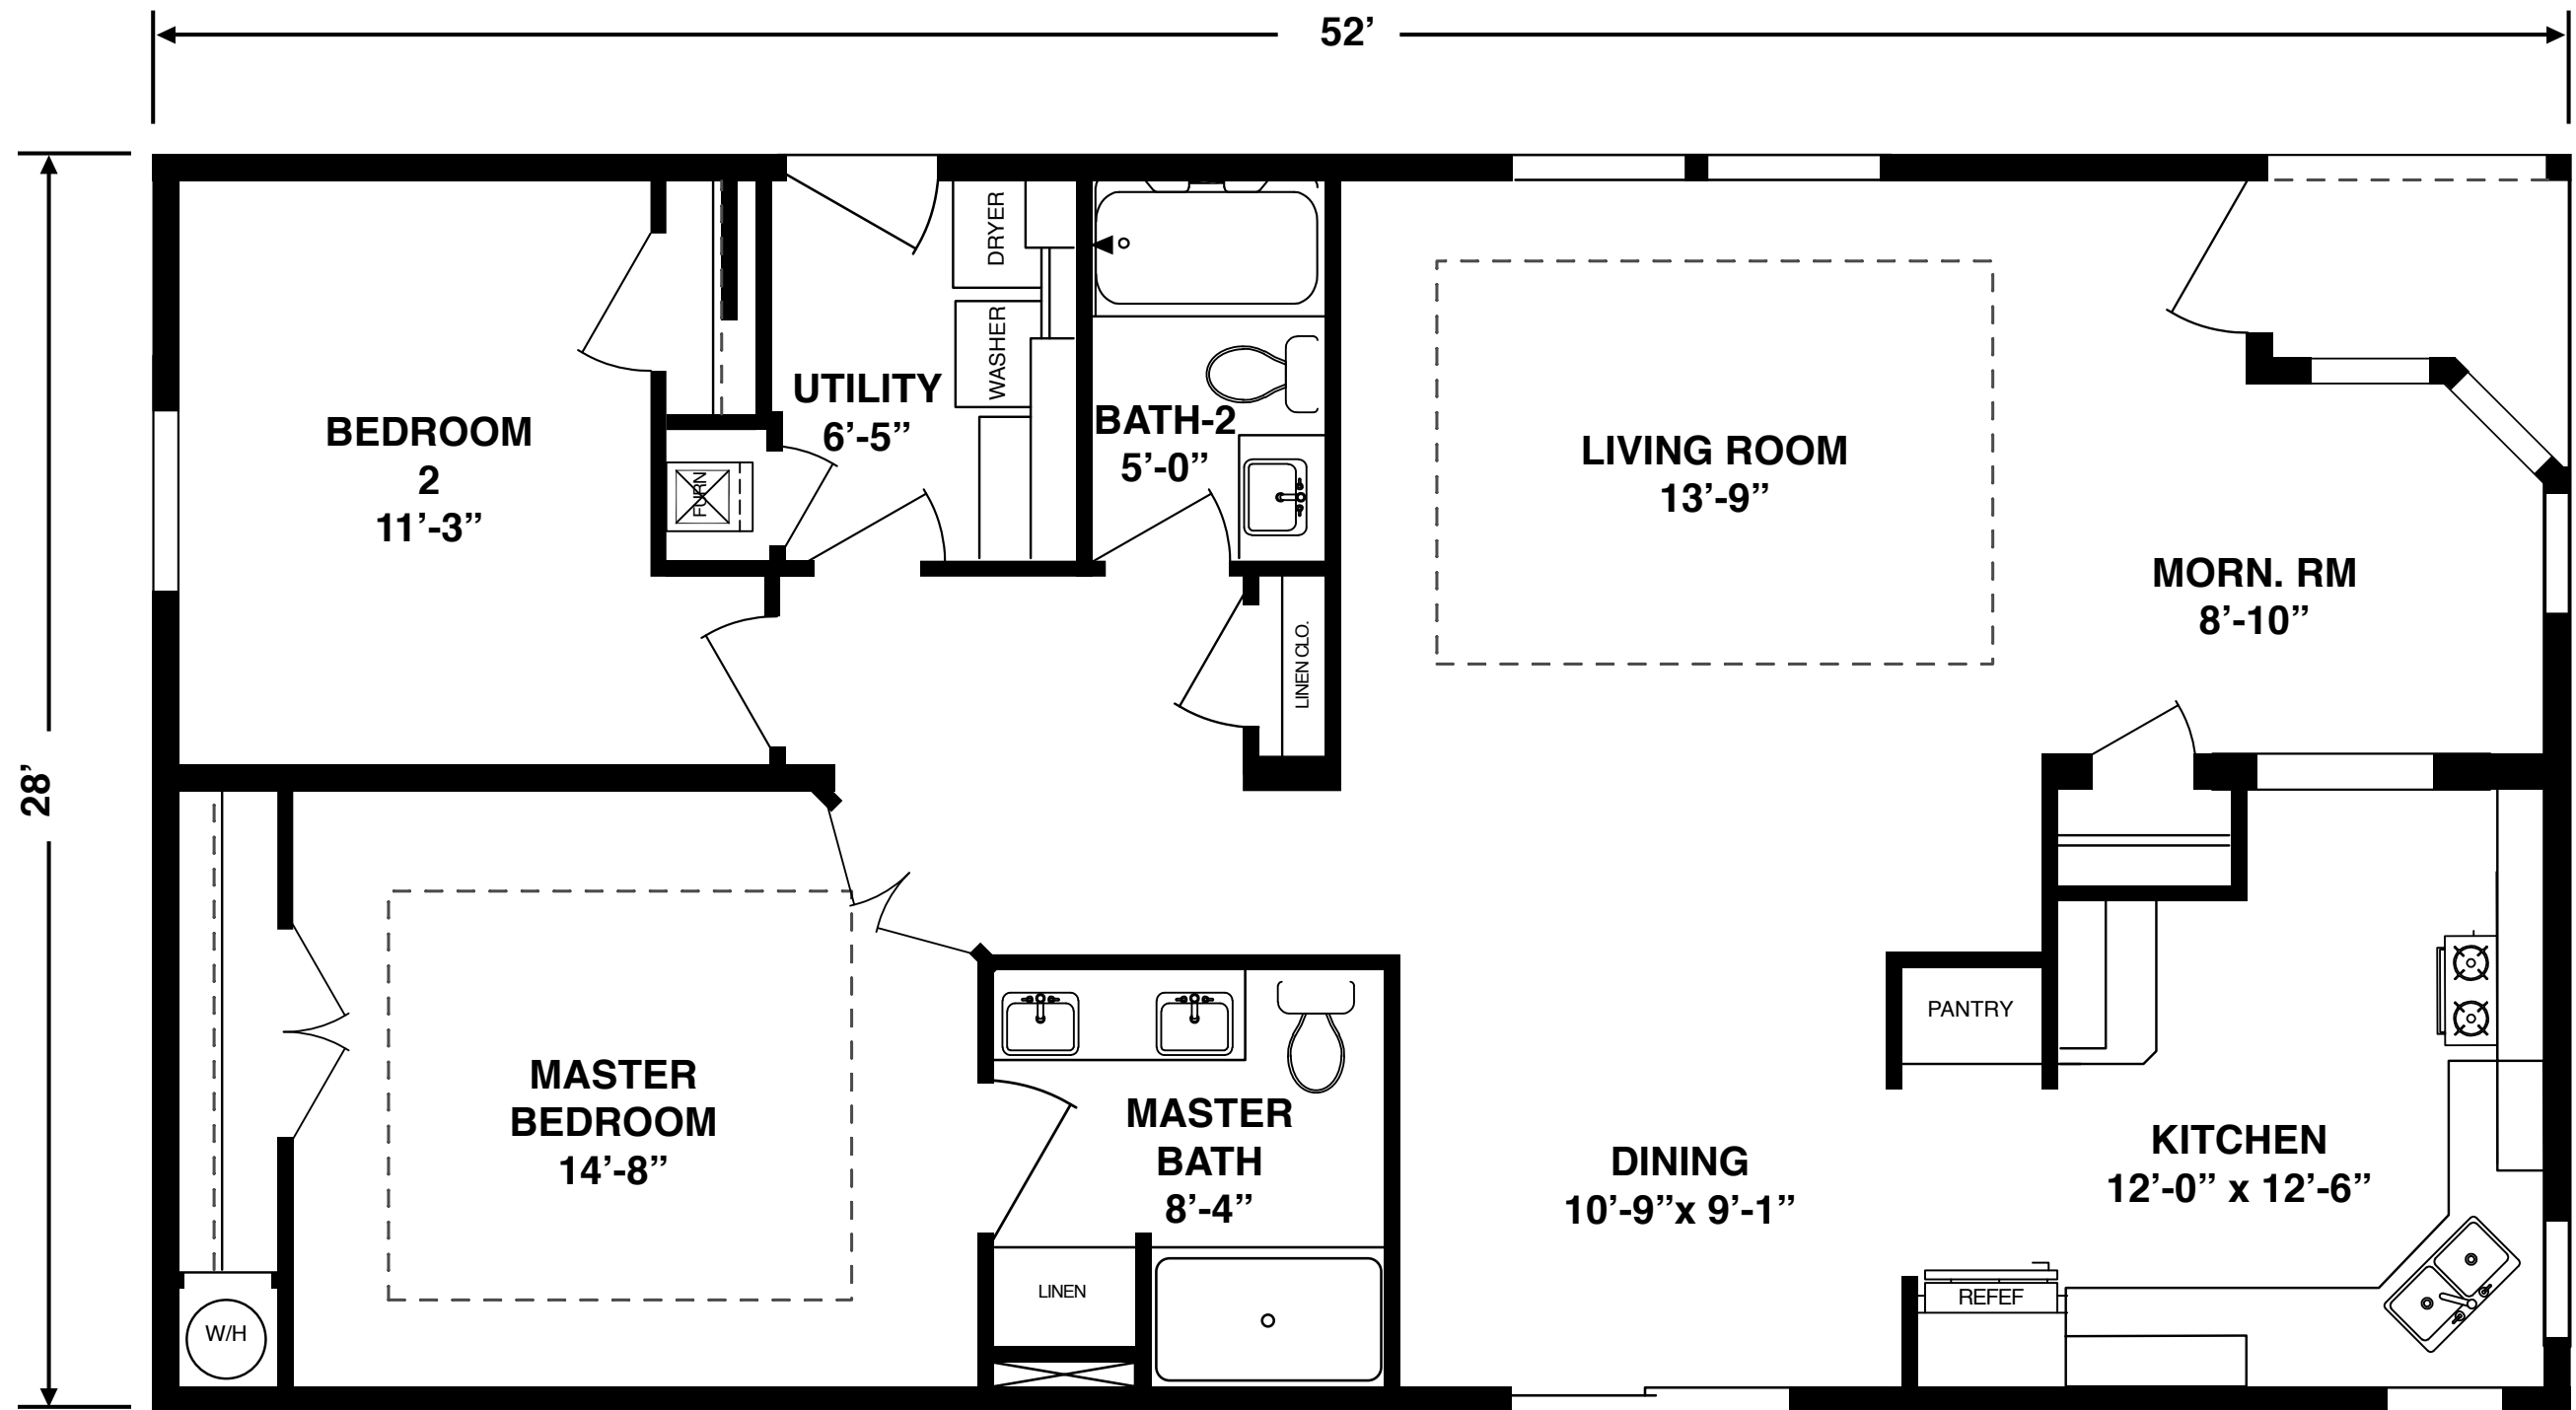 52’
28’
BEDROOM
2
11’-3”
FURN
UTILITY
6’-5”
DRYER
WASHER
BATH-2
5’-0”
LINEN CLO.
LIVING ROOM
13’-9”
MORN. RM
8’-10”
MASTER
BEDROOM
14’-8”
W/H
MASTER
BATH
8’-4”
LINEN
DINING
10’-9”x 9’-1”
PANTRY
KITCHEN
12’-0” x 12’-6”
REFEF